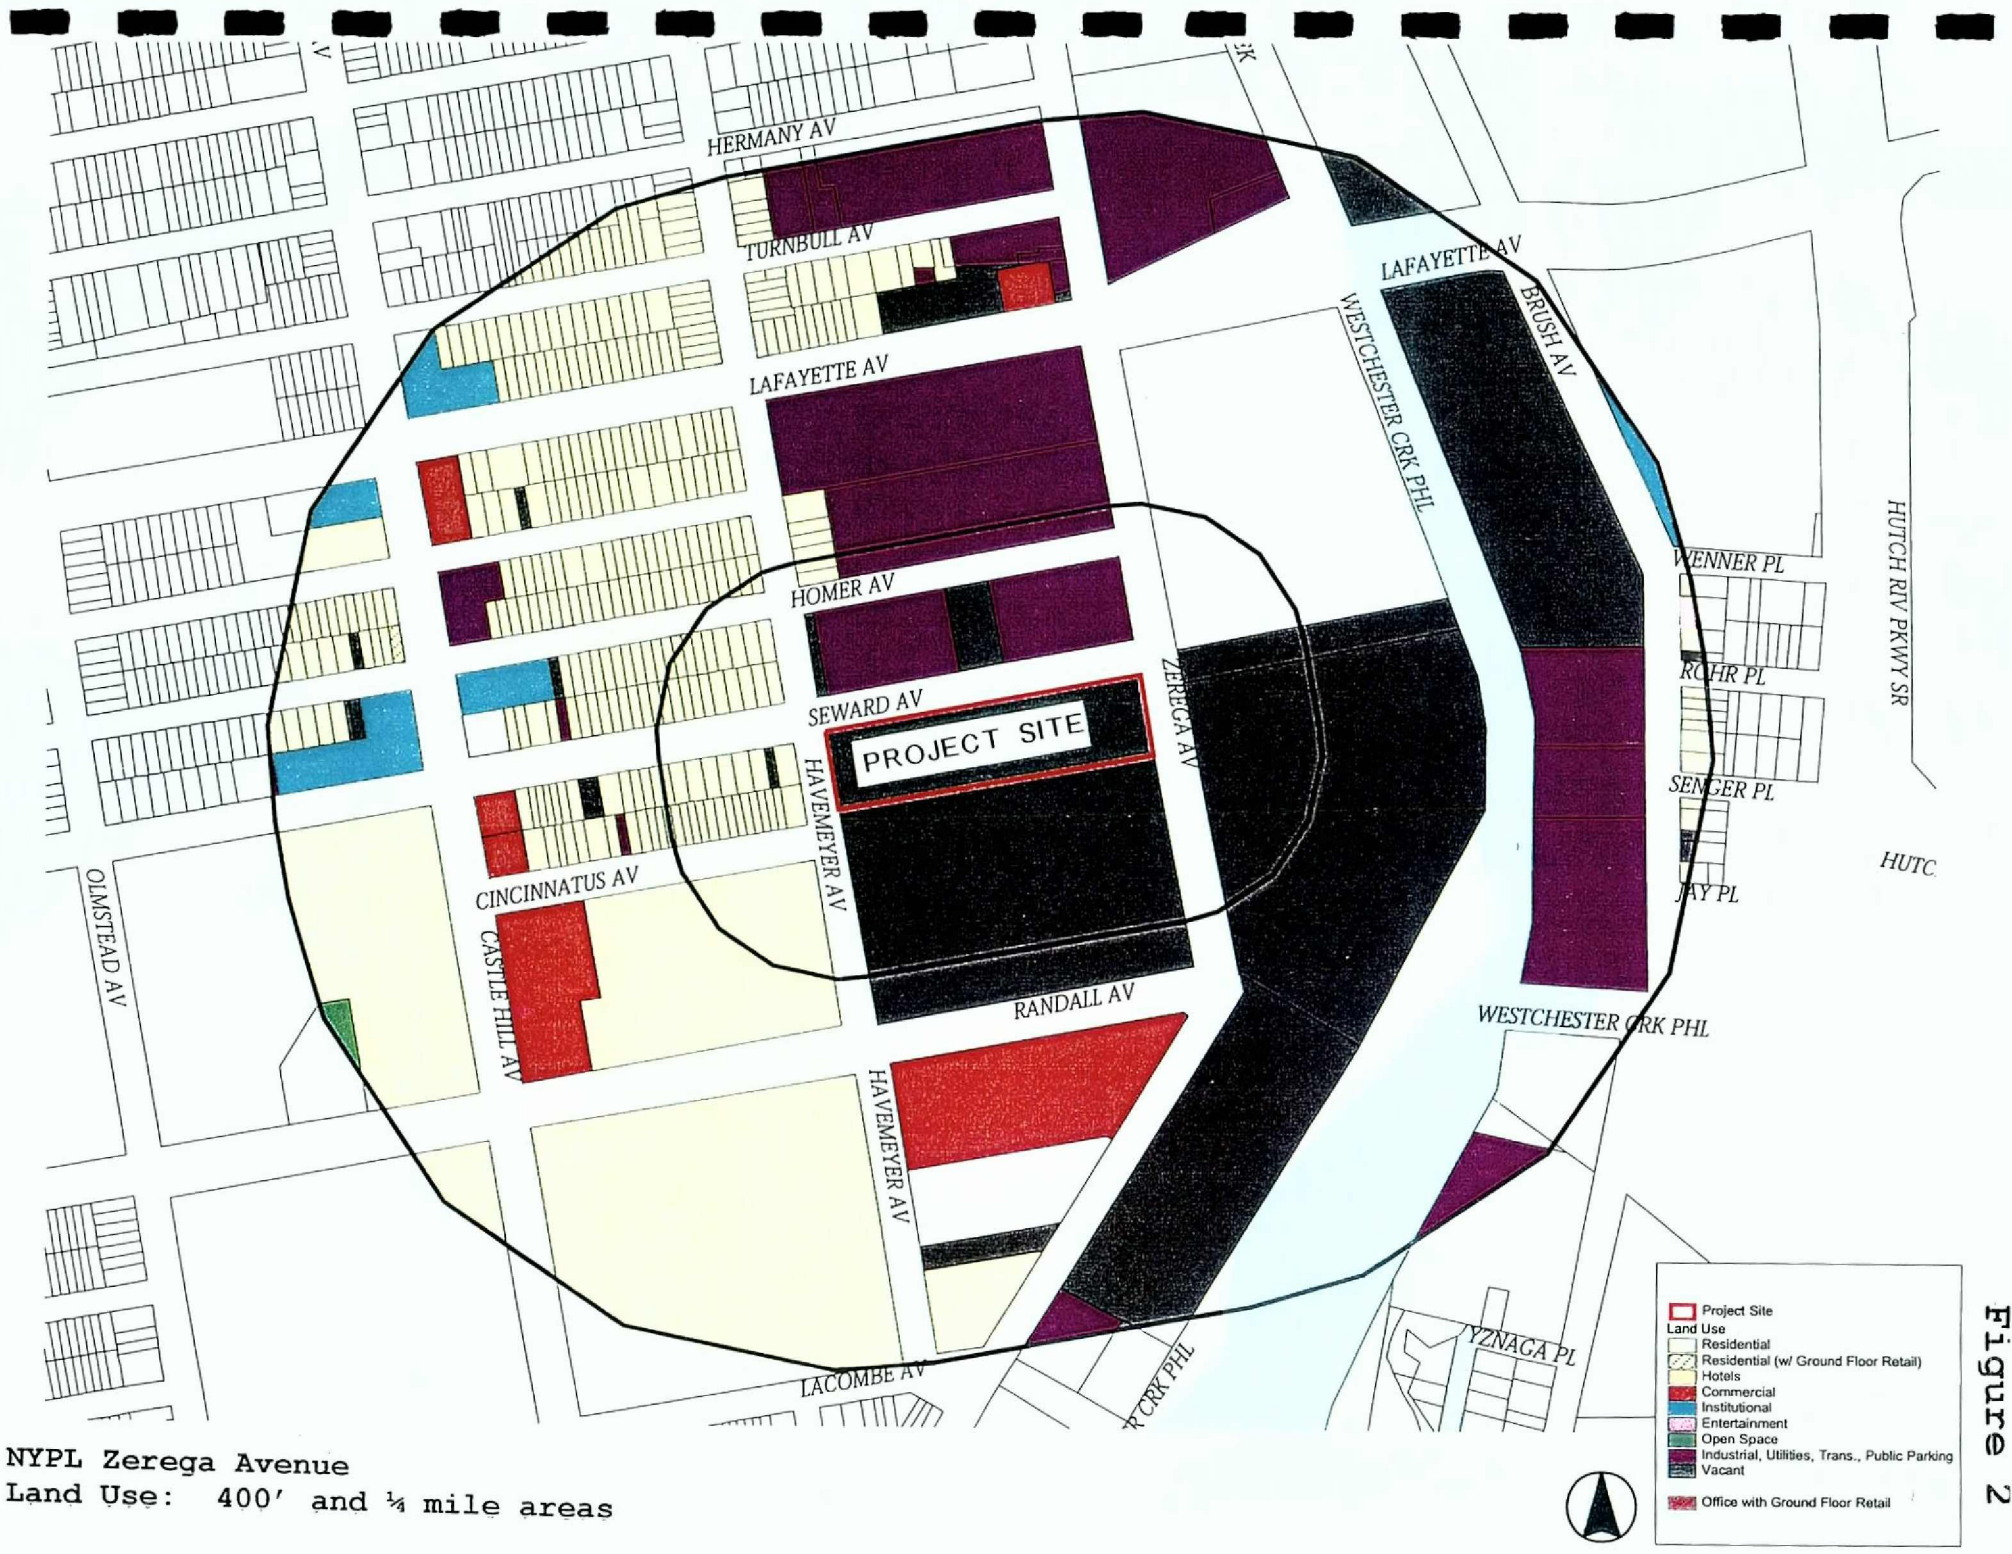 HERMANY AV
TURNBULL AV
LAFAYETTE AV
LAFAYETTE AV
BRUSH AV
WESTCHESTER CRK PHL
HOMER AV
WENNER PL
HUTCH RIV PKWY SR
ROHR PL
ZEREGA AV
SEWARD AV
PROJECT SITE
SENGER PL
HAVEMEYER AV
HUTC
JAY PL
CINCINNATUS AV
OLMSTEAD AV
CASTLE HILL AV
RANDALL AV
WESTCHESTER CRK PHL
HAVEMEYER AV
YZNAGA PL
LACOMBE AV
R CRK PHL
Project Site
Land Use
Residential
Residential (w/ Ground Floor Retail)
Hotels
Commercial
Institutional
Entertainment
Open Space
Industrial, Utilities, Trans., Public Parking
Vacant
Office with Ground Floor Retail
Figure 2
NYPL Zerega Avenue
Land Use: 400' and ¼ mile areas